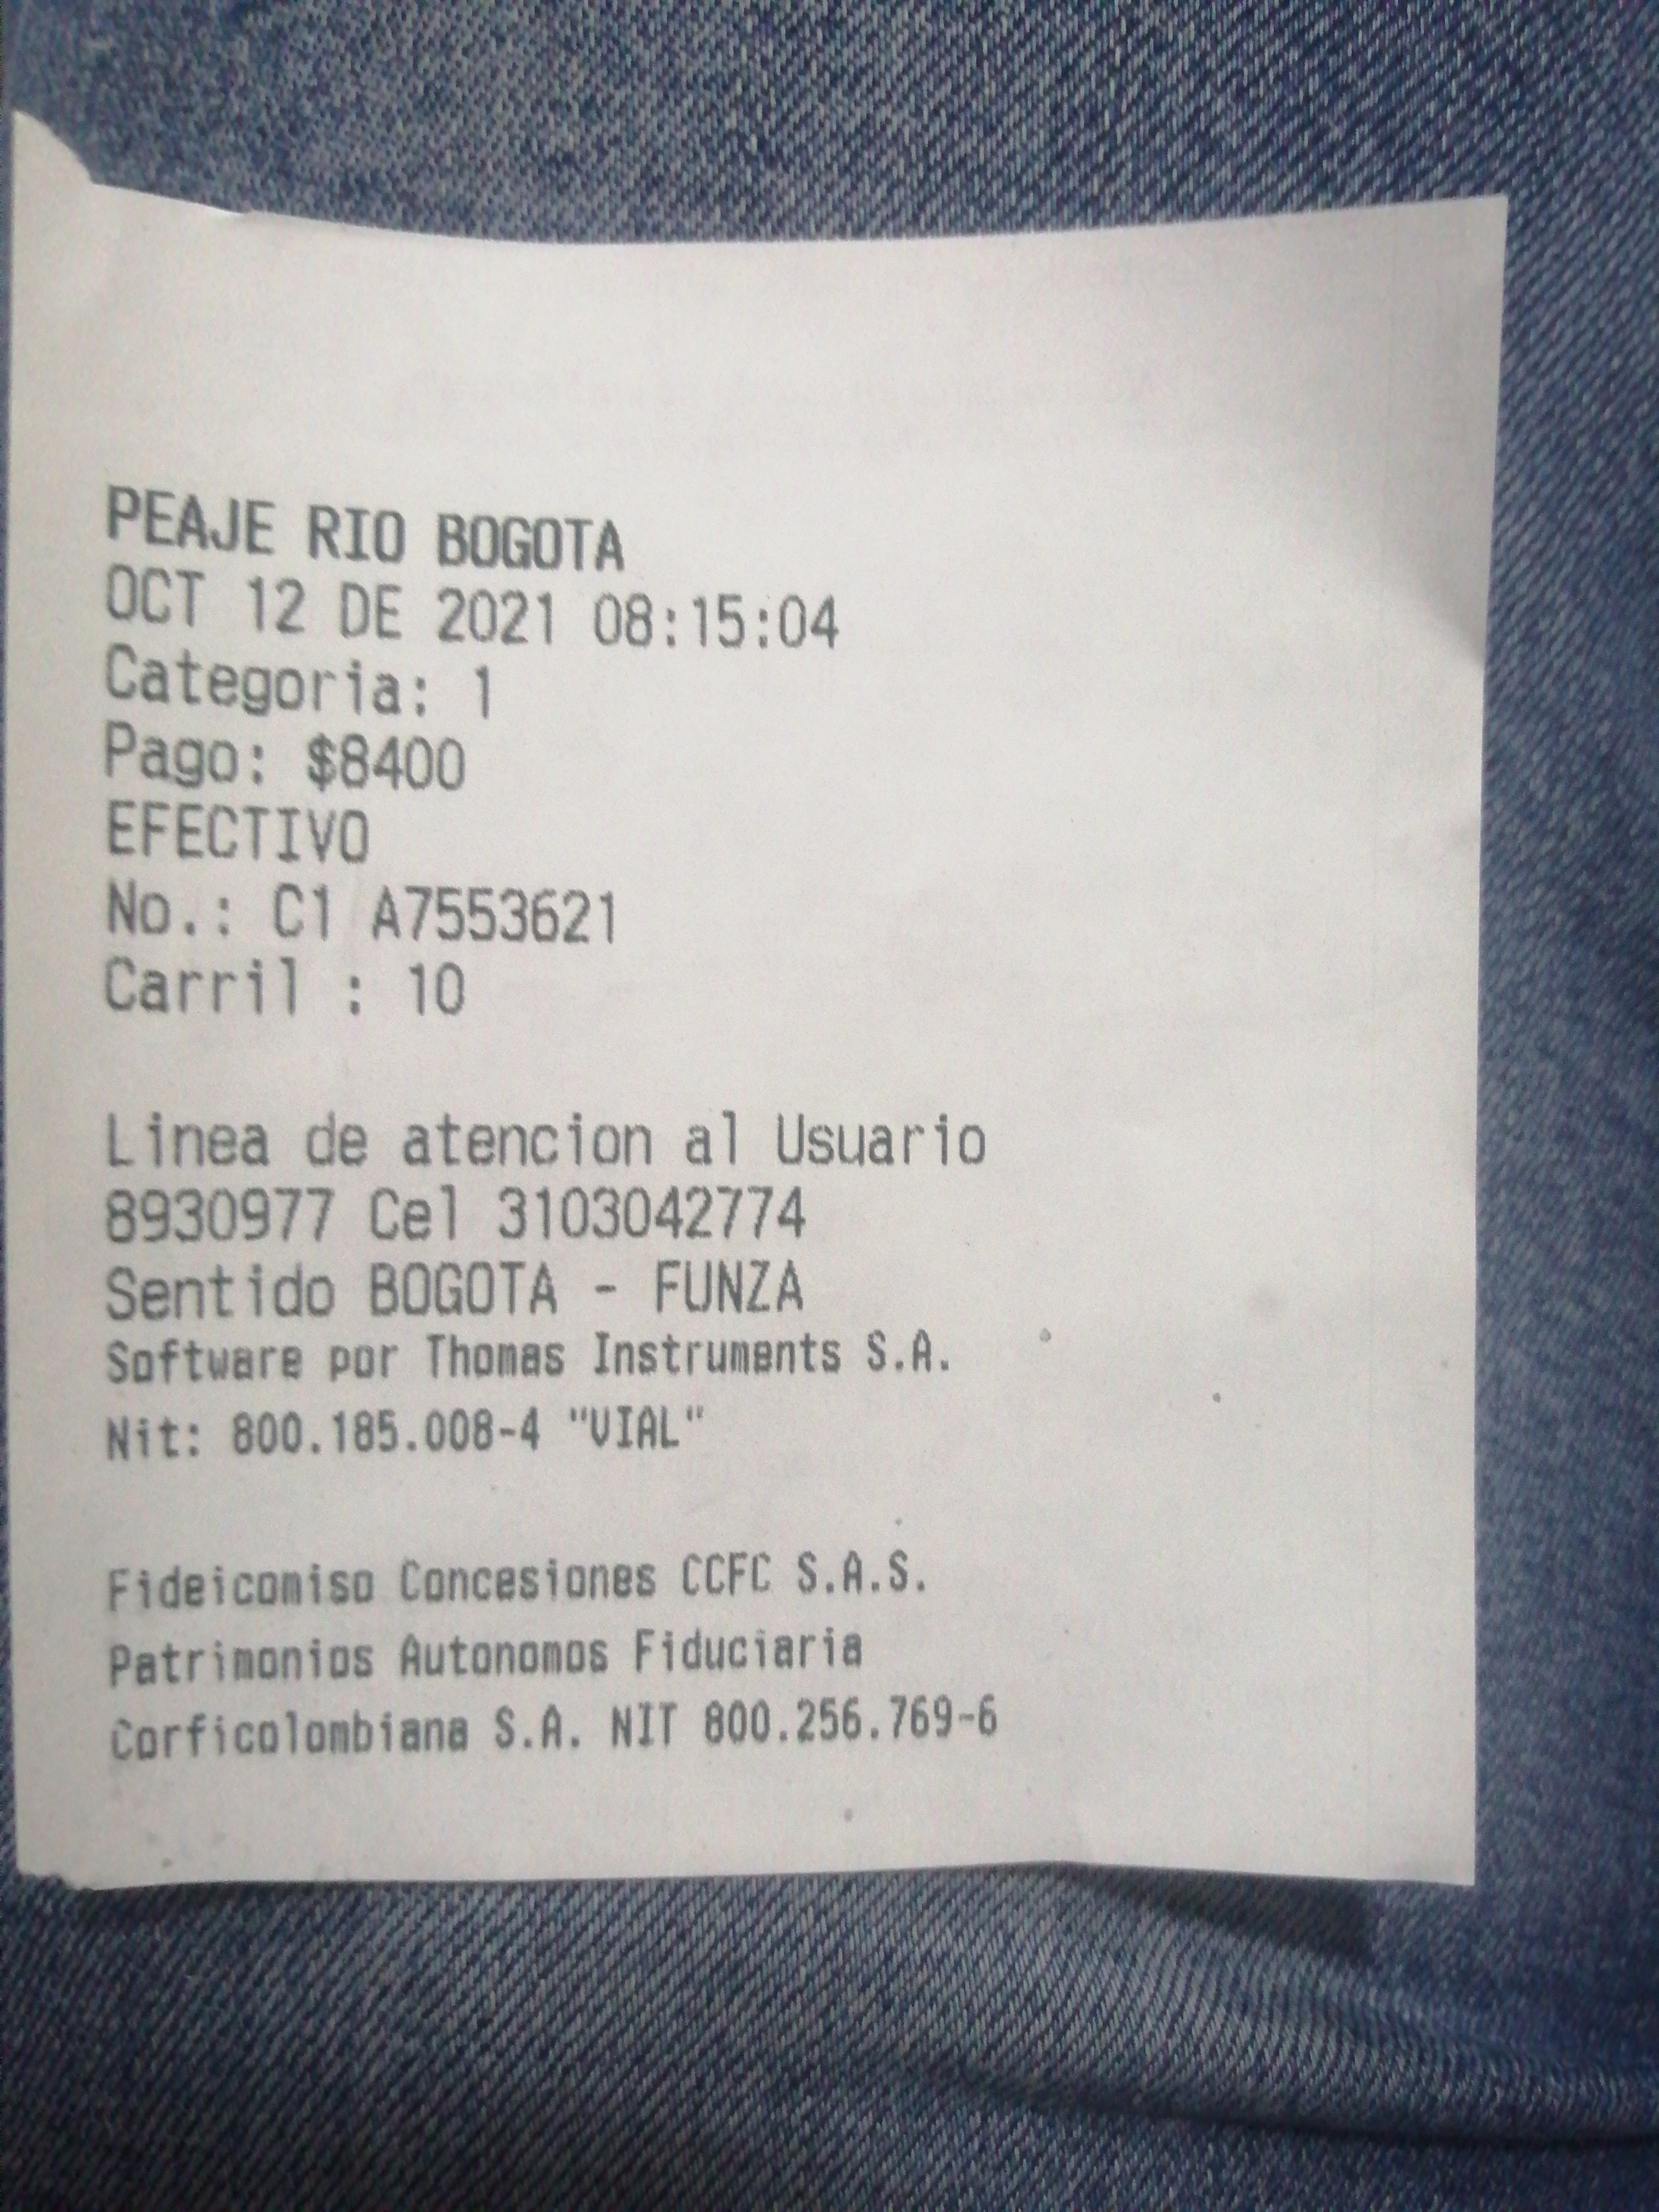 PEAJE RIO BOGOTA
OCT 12 DE 2021 08:15:04
Categoria: 1
Pago: $8400
EFECTIVO
No.: C1 A7553621
Carril : 10
Linea de atencion al Usuario
8930977 Cel 3103042774
Sentido BOGOTA - FUNZA
Software por Thomas Instruments S.A.
Nit: 800.185.008-4 "VIAL"
Fideicomiso Concesiones CCFC S.A.S.
Patrimonios Autonomos Fiduciaria
Corficolombiana S.A. NIT 800.256.769-6